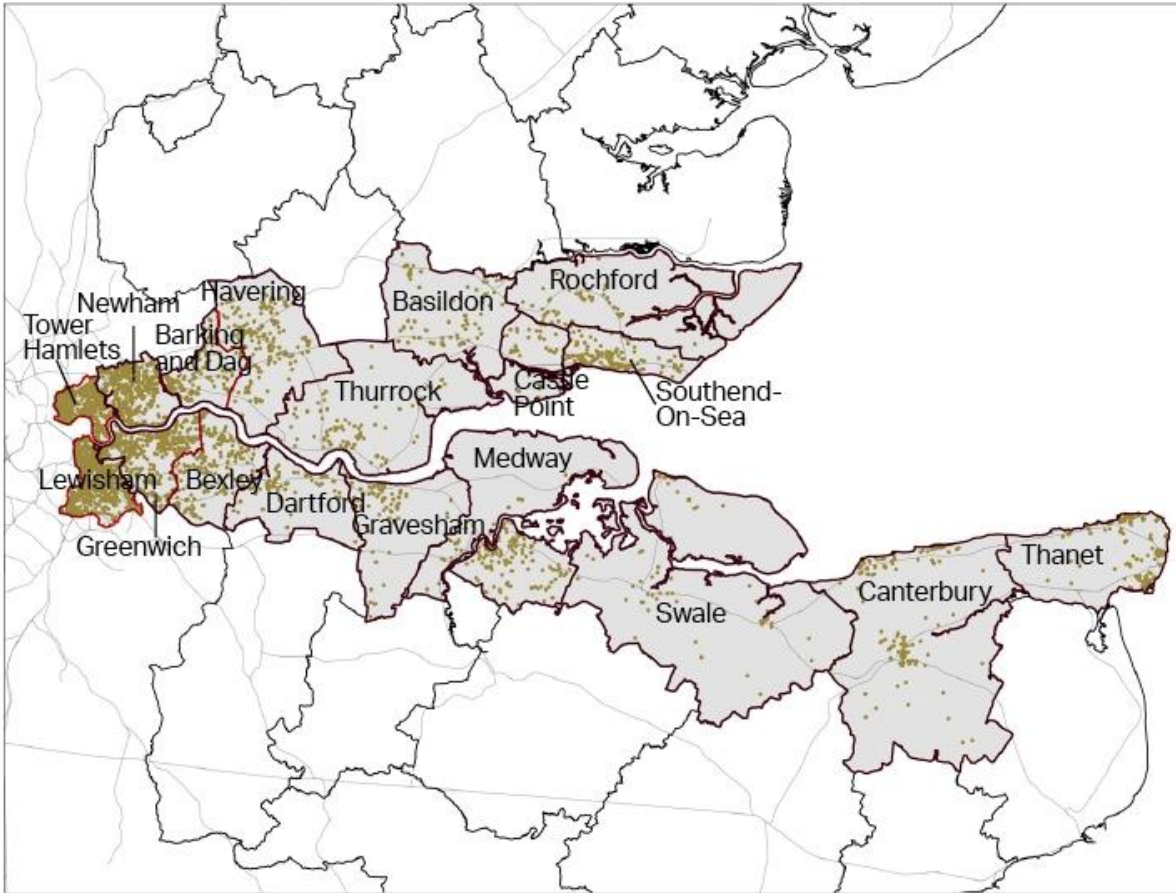 Havering
Newham
Tower
Hamlets
Barking
and Dag
Basildon
Rochford
Thurrock
Castle
Point
Southend-
On-Sea
Medway
Lewisham
Bexley
Dartford
Gravesham
Greenwich
Swale
Canterbury
Thanet